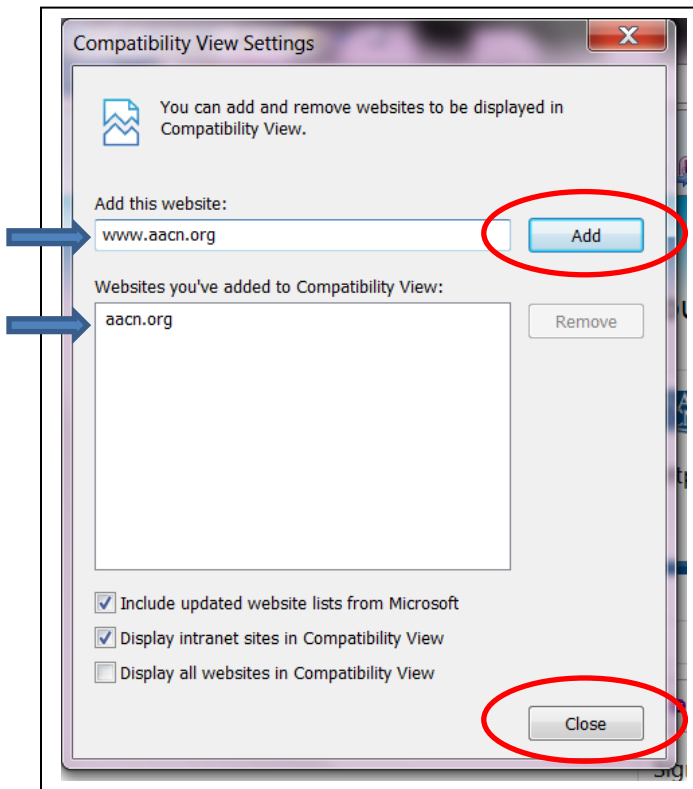 Compatibility View Settings
X
You can add and remove websites to be displayed in
Compatibility View.
Add this website:
www.aacn.org
Add
Websites you've added to Compatibility View:
aacn.org
Remove
Include updated website lists from Microsoft
Display intranet sites in Compatibility View
Display all websites in Compatibility View
Close